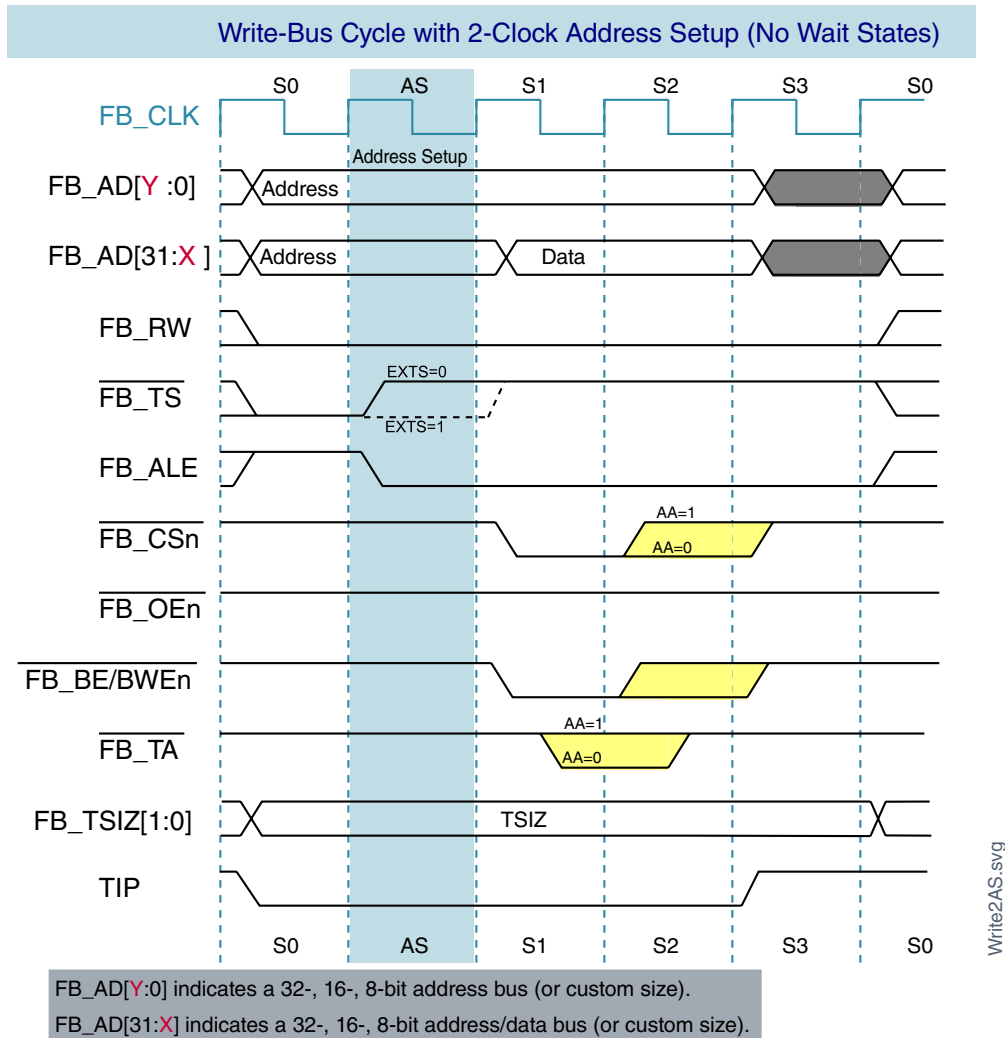 Write-Bus Cycle with 2-Clock Address Setup (No Wait States)
S0 AS S1 S2 S3 S0
FB_CLK
Address Setup
FB_AD[Y :0] Address
FB_AD[31:X ] Address Data
FB_RW
EXTS=0
FB_TS
EXTS=1
FB_ALE
AA=1
FB_CSn
AA=0
FB_OEn
FB_BE/BWEn
AA=1
FB_TA
AA=0
FB_TSIZ[1:0] TSIZ
TIP
S0 AS S1 S2 S3 S0
Write2AS.svg
FB_AD[Y:0] indicates a 32-, 16-, 8-bit address bus (or custom size).
FB_AD[31:X] indicates a 32-, 16-, 8-bit address/data bus (or custom size).